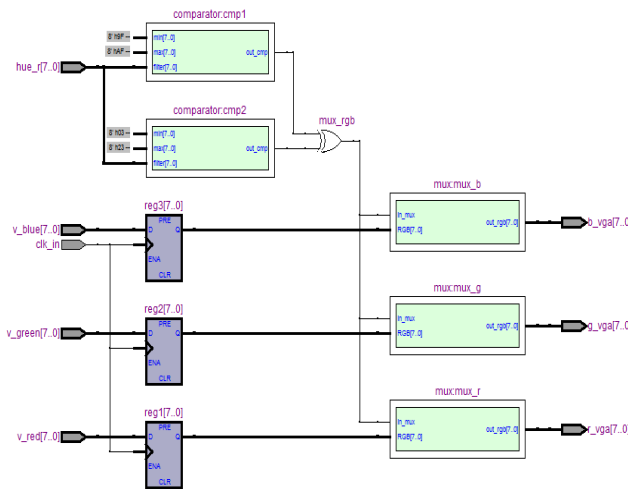 comparator:cmp1
8' h9F
min[7..0]
8' hAF
max[7..0]
out_cmp
hue_r[7..0]
filter[7..0]
comparator:cmp2
mux_rgb
8' h03
min[7..0]
8' h23
max[7..0]
out_cmp
filter[7..0]
mux:mux_b
reg3[7..0]
in_mux
PRE
out_rgb[7..0]
b_vga[7..0]
v_blue[7..0]
D
Q
RGB[7..0]
clk_in
ENA
CLR
mux:mux_g
reg2[7..0]
in_mux
PRE
out_rgb[7..0]
g_vga[7..0]
v_green[7..0]
D
Q
RGB[7..0]
ENA
CLR
mux:mux_r
reg1[7..0]
in_mux
PRE
out_rgb[7..0]
r_vga[7..0]
v_red[7..0]
D
Q
RGB[7..0]
ENA
CLR